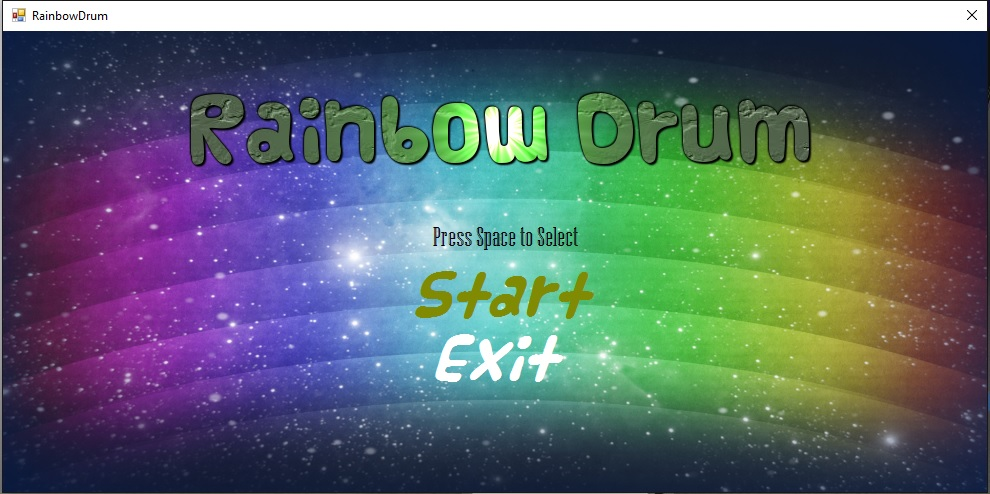 RainbowDrum
Rainbow Drum
Press Space to Select
Start
Exit